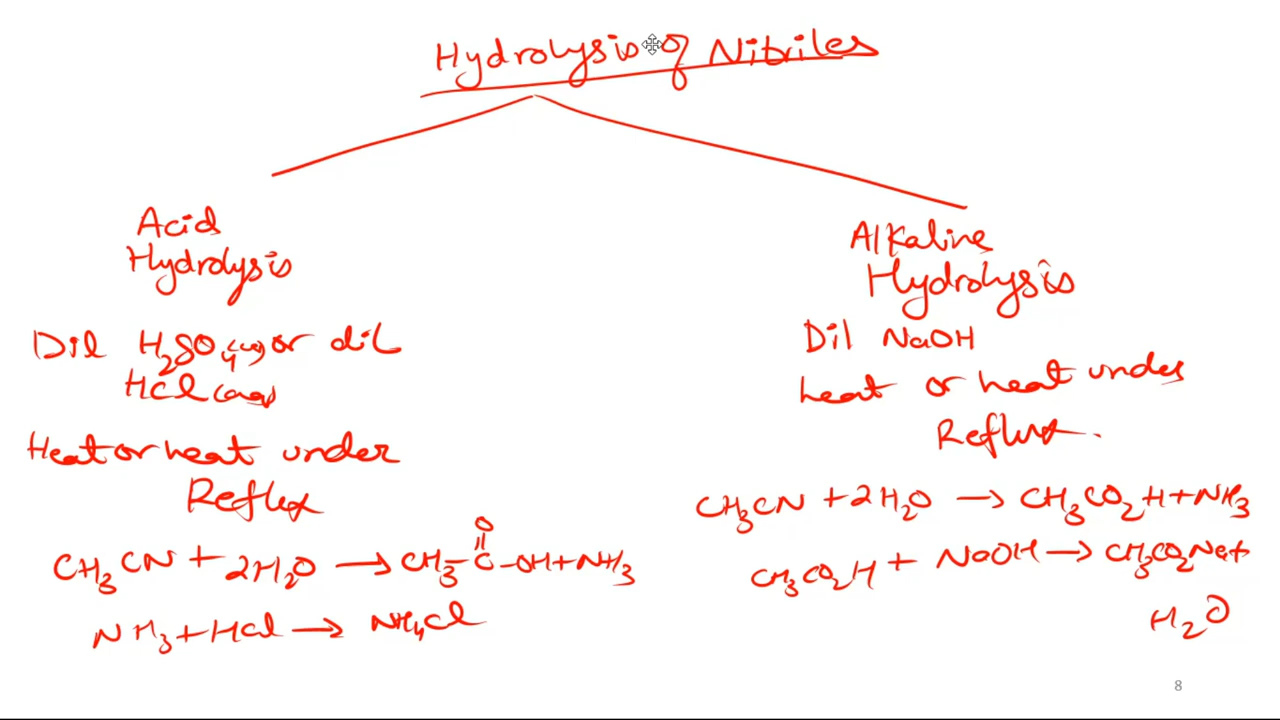 Hydrolysis of Nitriles
Acid
Hydrolysis
Dil H₂SO₄(aq) or dil
HCl(aq)
Heat or heat under
Reflux
CH₃CN + 2H₂O → CH₃-C(=O)-OH + NH₃
NH₃ + HCl → NH₄Cl
Alkaline
Hydrolysis
Dil NaOH
heat or heat under
Reflux.
CH₃CN + 2H₂O → CH₃CO₂H + NH₃
CH₃CO₂H + NaOH → CH₃CO₂Na +
H₂O
8